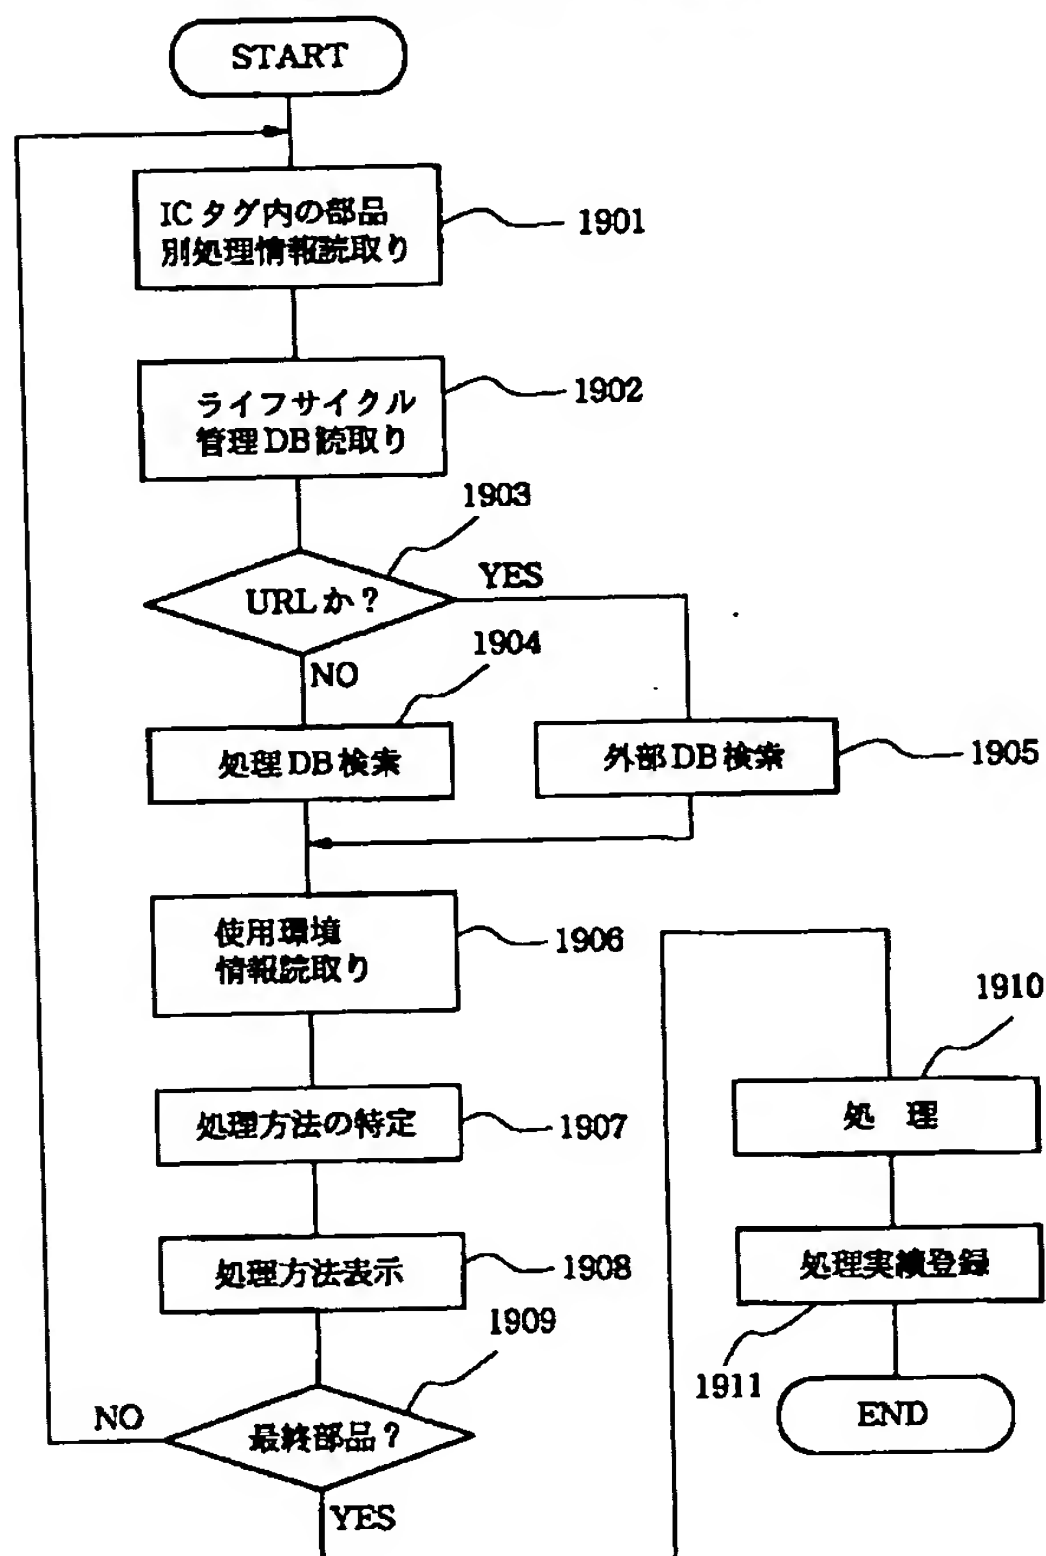 START
ICタグ内の部品
別処理情報読取り
1901
ライフサイクル
管理DB読取り
1902
1903
URLか?
YES
NO
1904
処理DB検索
外部DB検索
1905
使用環境
情報読取り
1906
処理方法の特定
1907
処理方法表示
1908
1909
最終部品?
NO
YES
1910
処 理
処理実績登録
1911
END